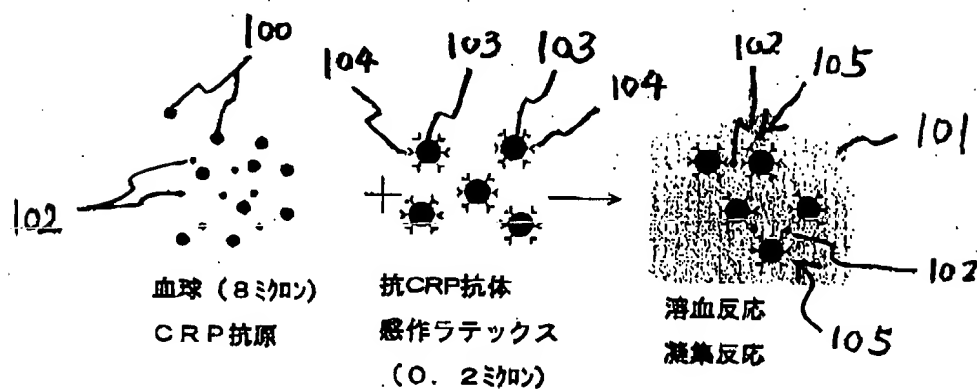 100
104
103
103
104
102
105
101
102
+
→
102
105
血球（8ミクロン）
CRP抗原
抗CRP抗体
感作ラテックス
（0．2ミクロン）
溶血反応
凝集反応